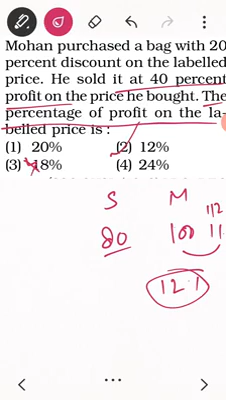 Mohan purchased a bag with 20
percent discount on the labelled
price. He sold it at 40 percent
profit on the price he bought. The
percentage of profit on the la-
belled price is :
(1) 20% (2) 12%
(3) 18% (4) 24%
S M
112
80 100
12%